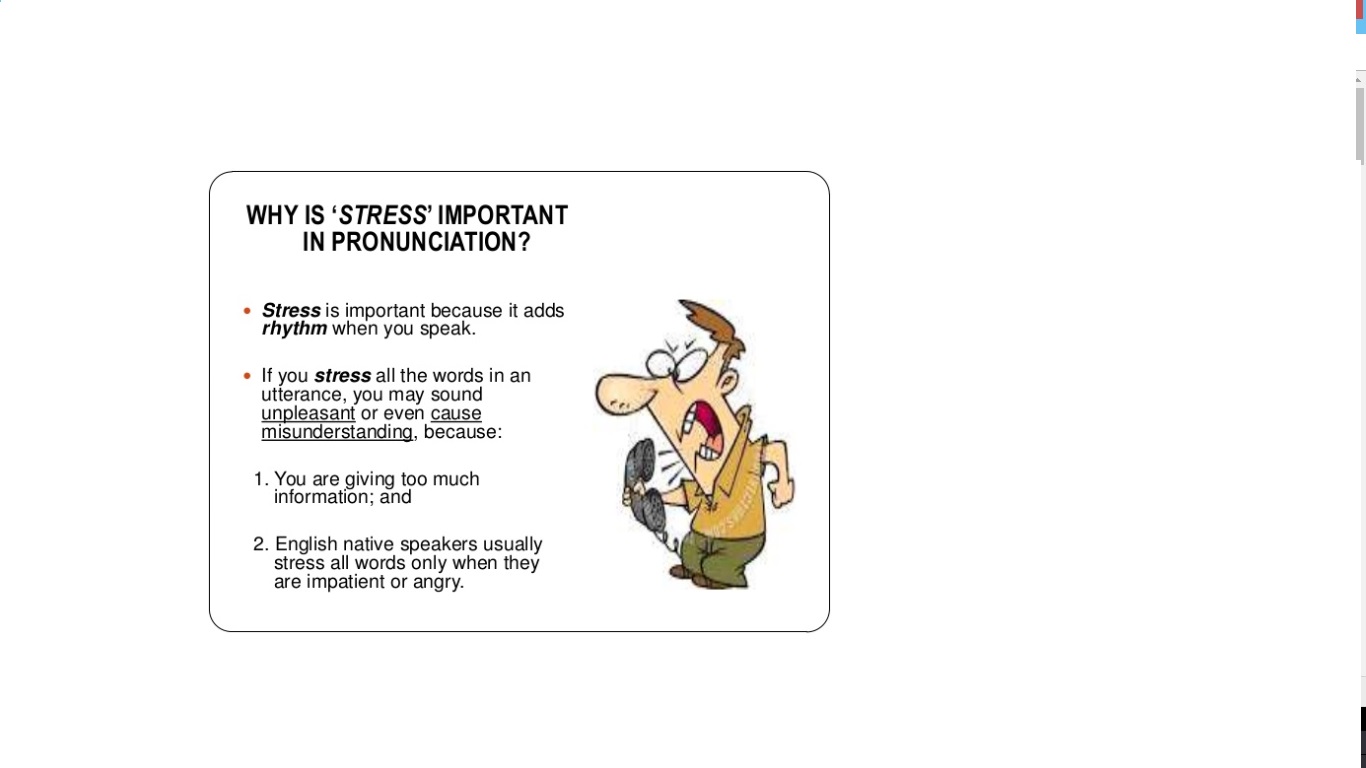 WHY IS ‘STRESS’ IMPORTANT
IN PRONUNCIATION?
• Stress is important because it adds
rhythm when you speak.
• If you stress all the words in an
utterance, you may sound
unpleasant or even cause
misunderstanding, because:
1. You are giving too much
information; and
2. English native speakers usually
stress all words only when they
are impatient or angry.